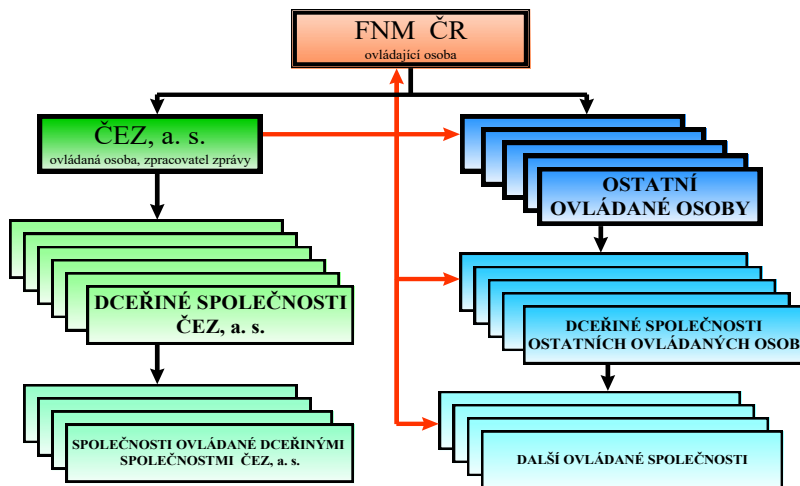 FNM ČR
ovládající osoba
ČEZ, a. s.
ovládaná osoba, zpracovatel zprávy
OSTATNÍ
OVLÁDANÉ OSOBY
DCEŘINÉ SPOLEČNOSTI
ČEZ, a. s.
DCEŘINÉ SPOLEČNOSTI
OSTATNÍCH OVLÁDANÝCH OSOB
SPOLEČNOSTI OVLÁDANÉ DCEŘINÝMI
SPOLEČNOSTMI ČEZ, a. s.
DALŠÍ OVLÁDANÉ SPOLEČNOSTI